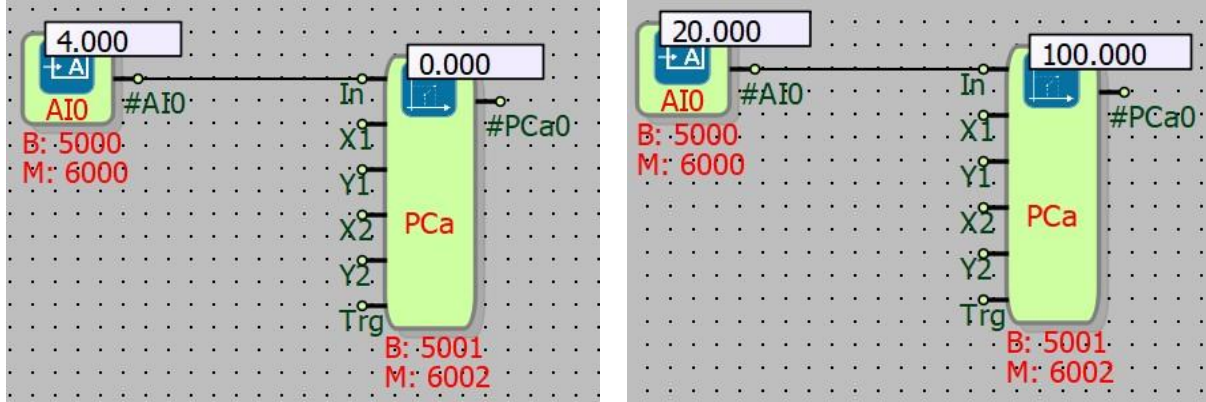 4.000
A
AI0
#AI0
B: 5000
M: 6000
0.000
In
X1
Y1
X2
Y2
Trg
PCa
#PCa0
B: 5001
M: 6002
20.000
A
AI0
#AI0
B: 5000
M: 6000
100.000
In
X1
Y1
X2
Y2
Trg
PCa
#PCa0
B: 5001
M: 6002